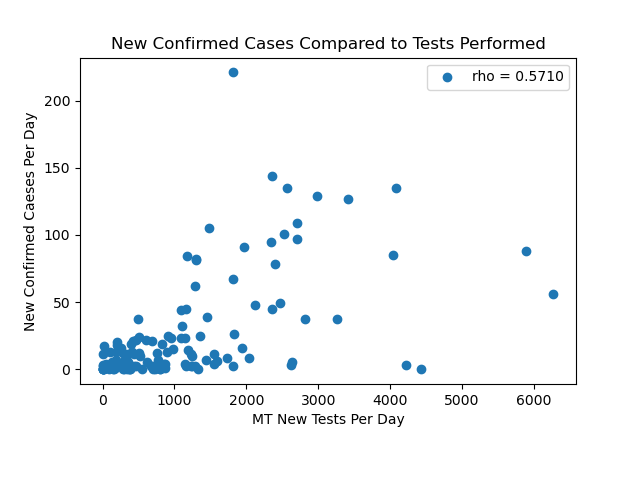 New Confirmed Cases Compared to Tests Performed
rho = 0.5710
New Confirmed Caeses Per Day
200
150
100
50
0
0 1000 2000 3000 4000 5000 6000
MT New Tests Per Day